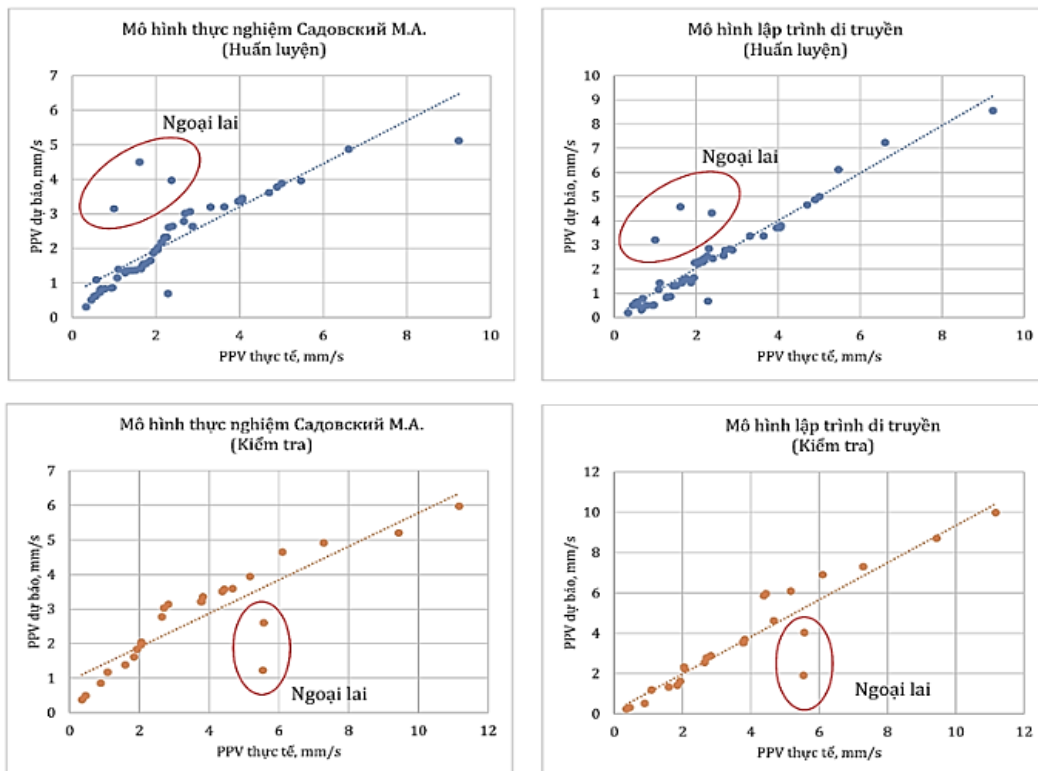 Mô hình thực nghiệm Садовский М.А.
(Huấn luyện)
7
6
5
4
3
2
1
0
PPV dự báo, mm/s
Ngoại lai
0 2 4 6 8 10
PPV thực tế, mm/s
Mô hình lập trình di truyền
(Huấn luyện)
10
9
8
7
6
5
4
3
2
1
0
PPV dự báo, mm/s
Ngoại lai
0 2 4 6 8 10
PPV thực tế, mm/s
Mô hình thực nghiệm Садовский М.А.
(Kiểm tra)
7
6
5
4
3
2
1
0
PPV dự báo, mm/s
Ngoại lai
0 2 4 6 8 10 12
PPV thực tế, mm/s
Mô hình lập trình di truyền
(Kiểm tra)
12
10
8
6
4
2
0
PPV dự báo, mm/s
Ngoại lai
0 2 4 6 8 10 12
PPV thực tế, mm/s